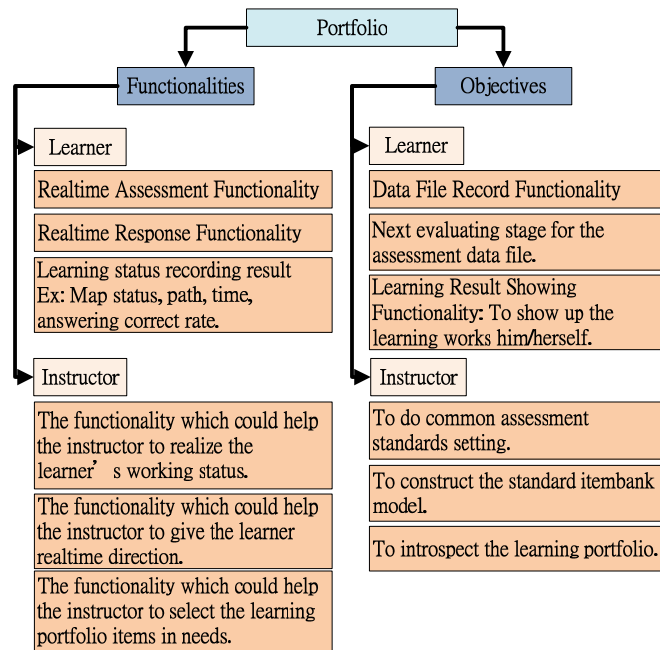 Portfolio
Functionalities
Learner
Realtime Assessment Functionality
Realtime Response Functionality
Learning status recording result
Ex: Map status, path, time,
answering correct rate.
Instructor
The functionality which could help
the instructor to realize the
learner’s working status.
The functionality which could help
the instructor to give the learner
realtime direction.
The functionality which could help
the instructor to select the learning
portfolio items in needs.
Objectives
Learner
Data File Record Functionality
Next evaluating stage for the
assessment data file.
Learning Result Showing
Functionality: To show up the
learning works him/herself.
Instructor
To do common assessment
standards setting.
To construct the standard itembank
model.
To introspect the learning portfolio.